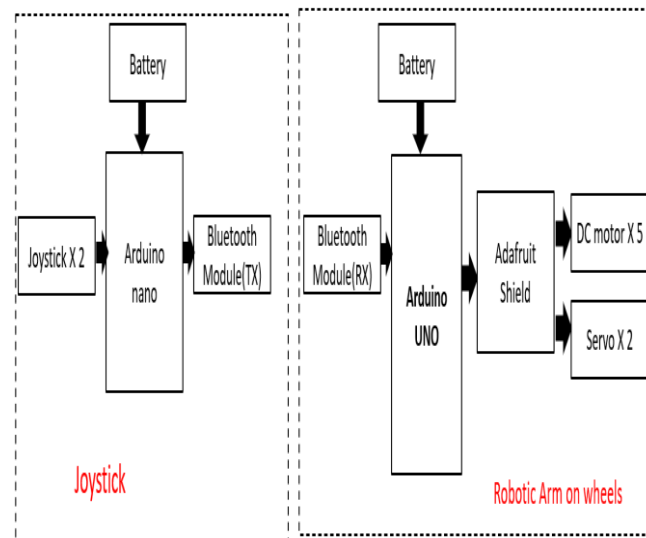 Battery
Joystick X 2
Arduino
nano
Bluetooth
Module(TX)
Joystick
Battery
Bluetooth
Module(RX)
Arduino
UNO
Adafruit
Shield
DC motor X 5
Servo X 2
Robotic Arm on wheels